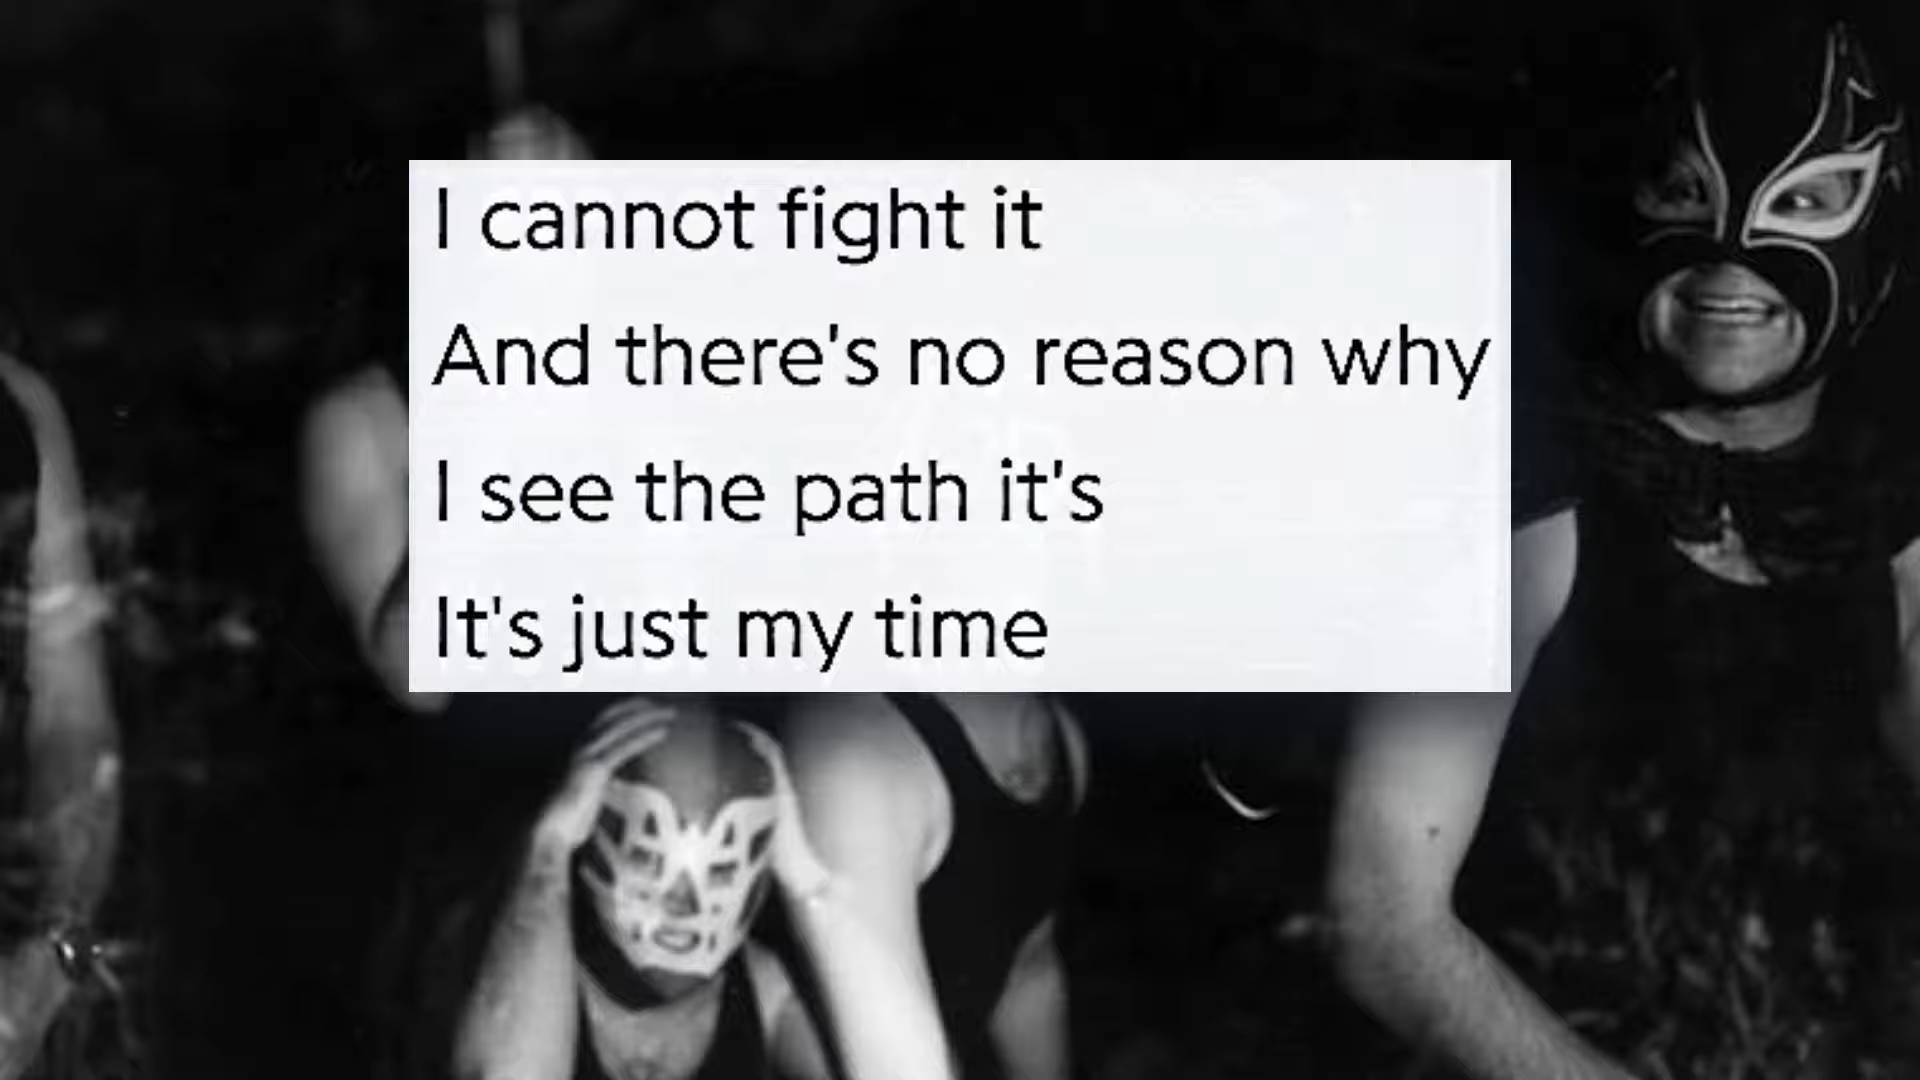 I cannot fight it
And there's no reason why
I see the path it's
It's just my time